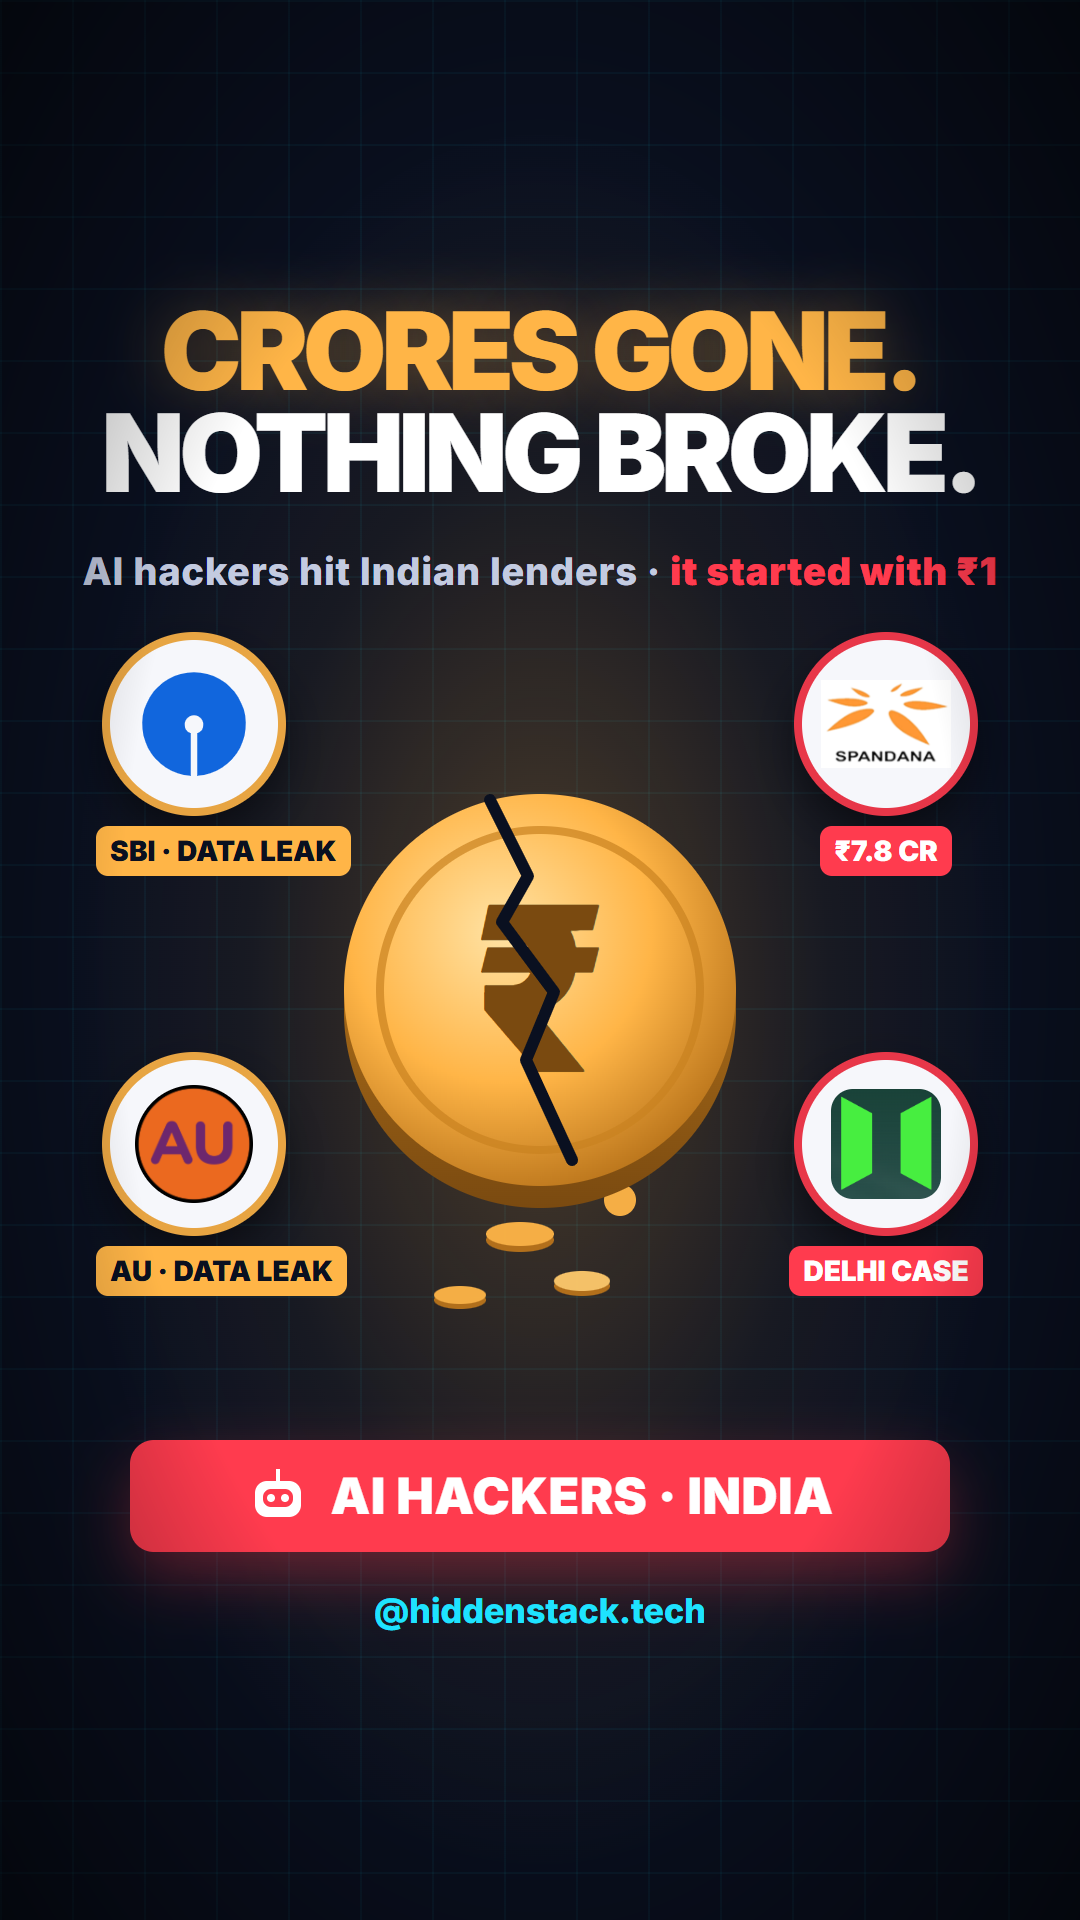 CRORES GONE.
NOTHING BROKE.
AI hackers hit Indian lenders · it started with ₹1
SPANDANA
SBI · DATA LEAK
₹7.8 CR
₹
AU
AU · DATA LEAK
DELHI CASE
AI HACKERS · INDIA
@hiddenstack.tech